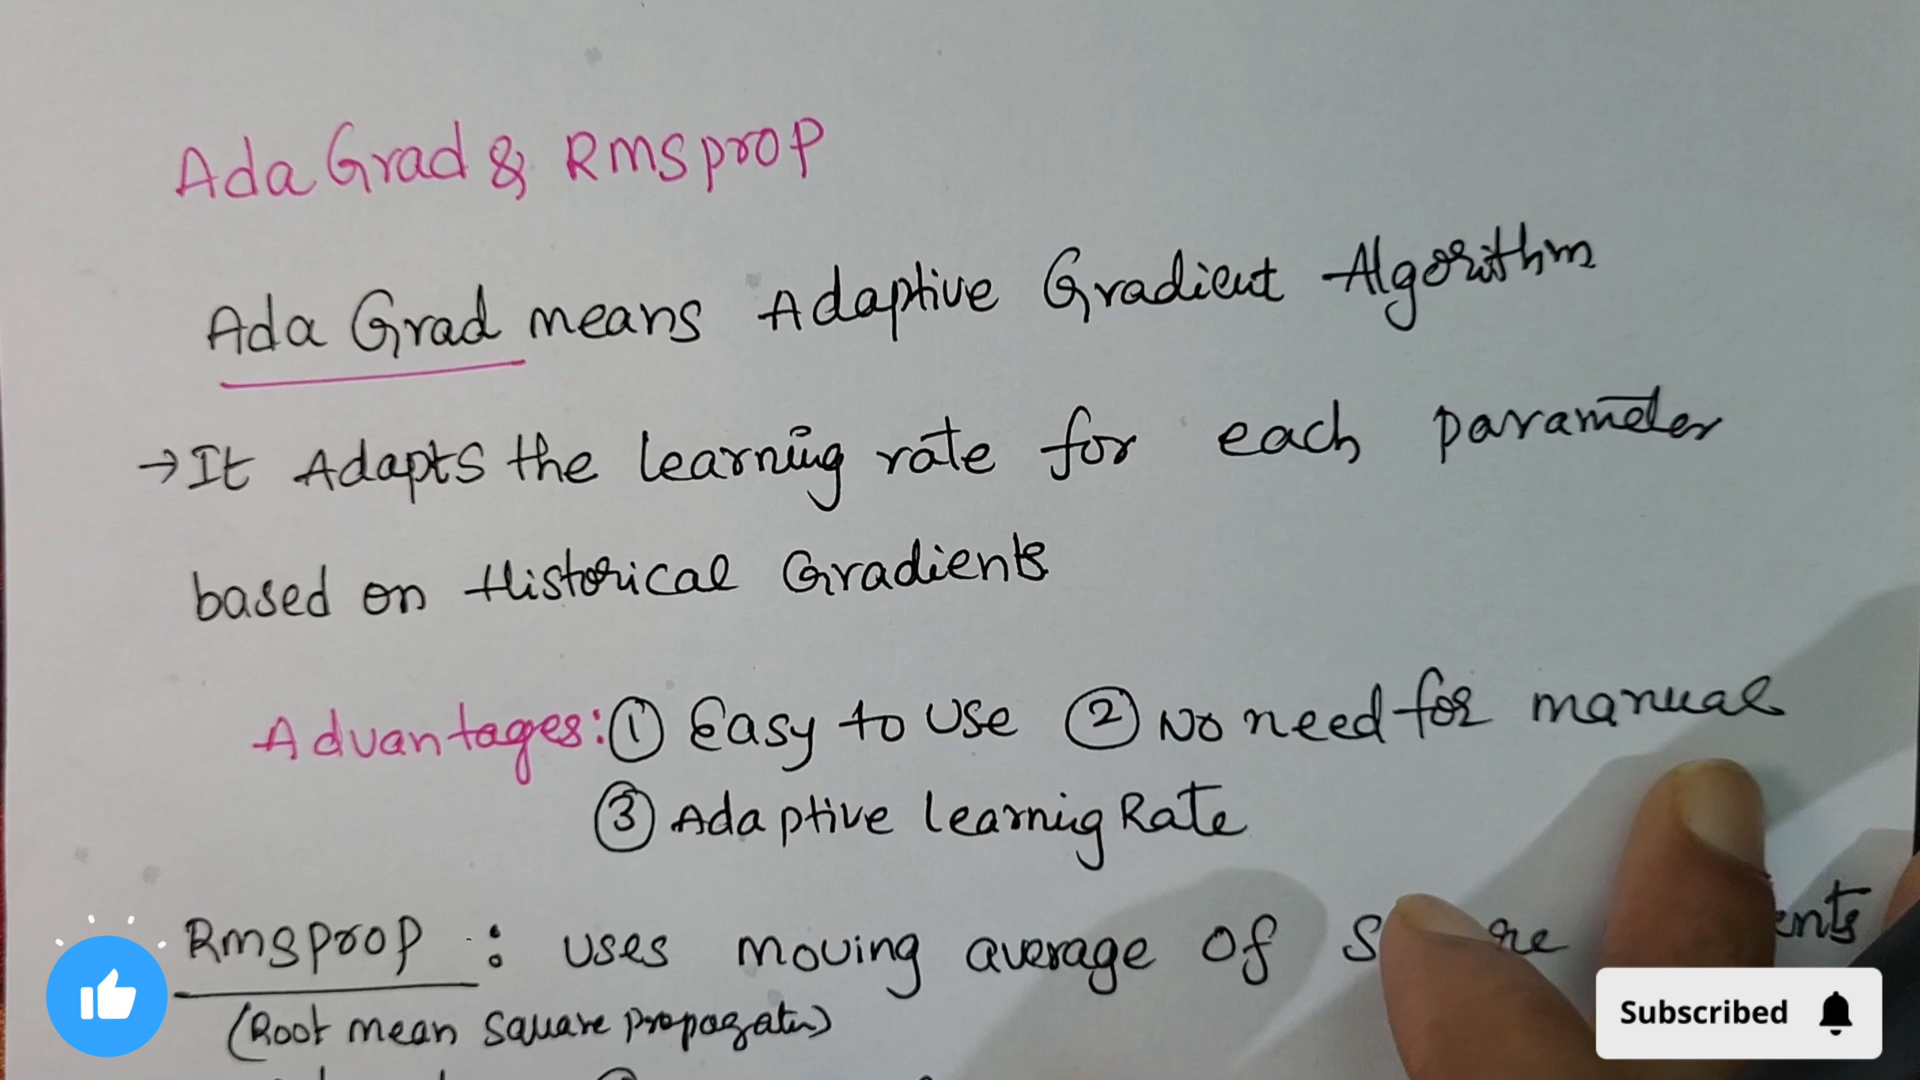 Ada Grad & RMSprop
Ada Grad means Adaptive Gradient Algorithm
→It Adapts the learning rate for each parameter
based on Historical Gradients
Advantages: ① Easy to Use ② No need for manual
③ Adaptive learnig Rate
Rmsprop : uses moving average of
(Root mean square propagatin)
Subscribed